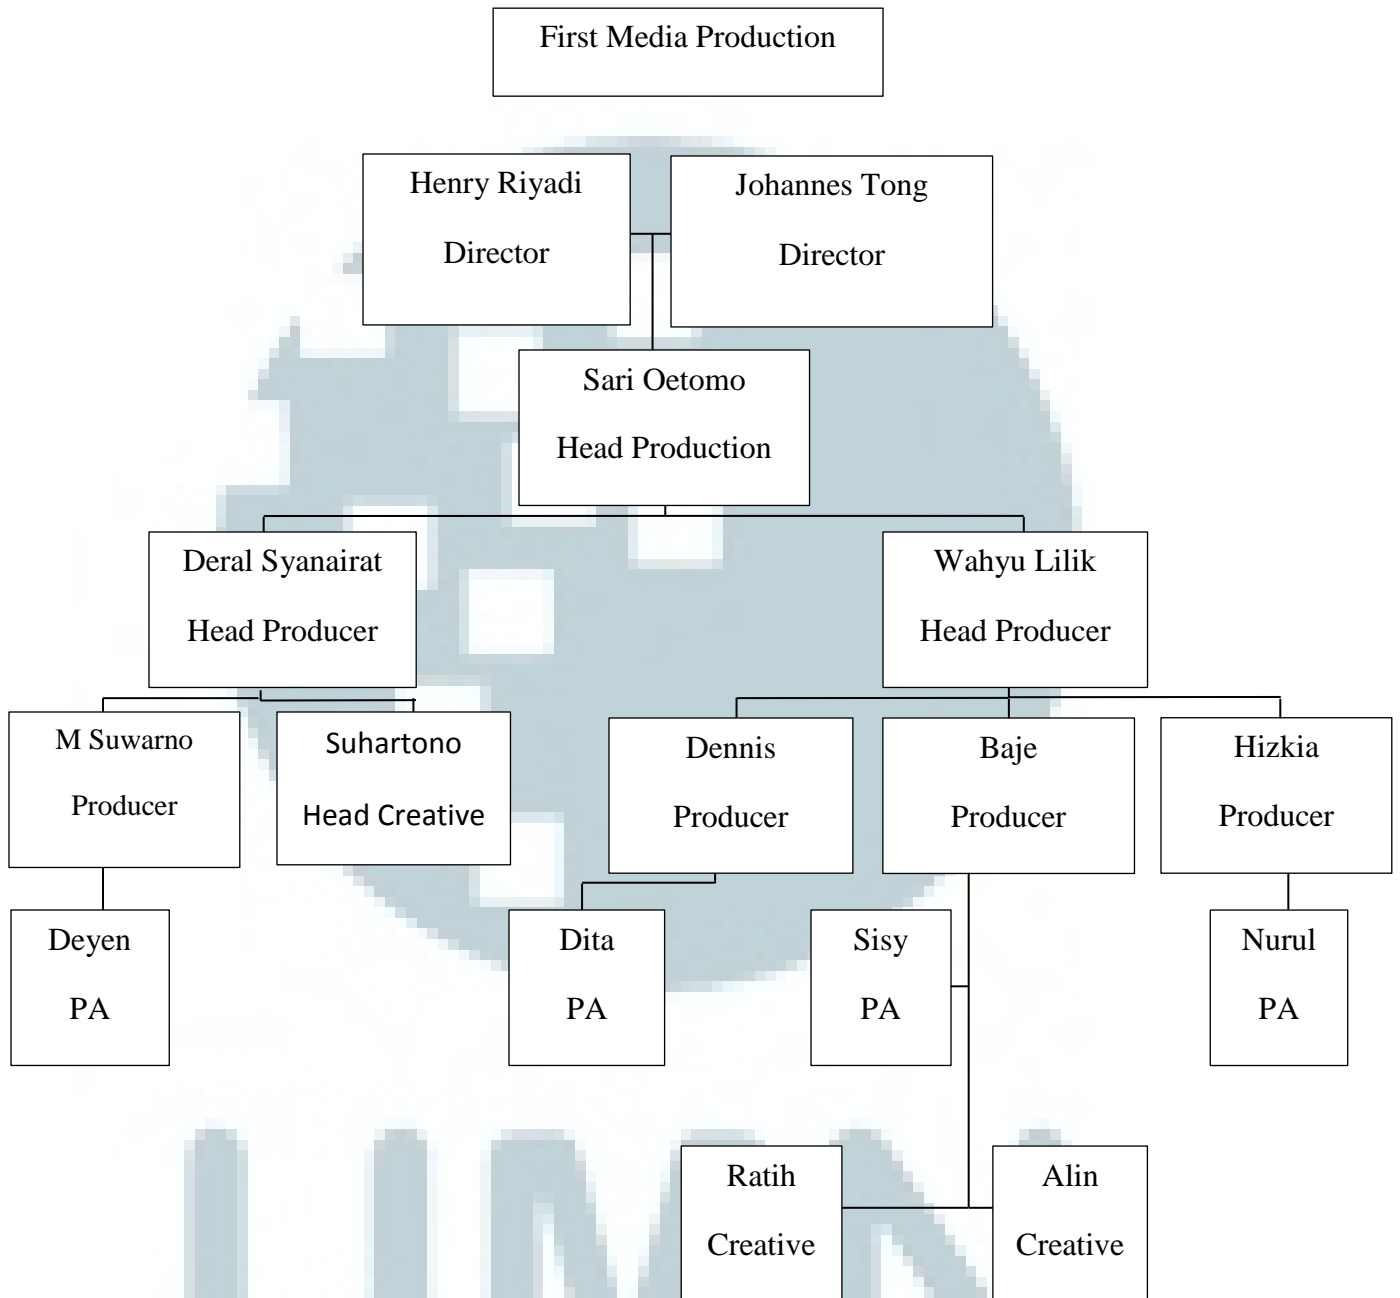 First Media Production
Henry Riyadi
Director
Johannes Tong
Director
Sari Oetomo
Head Production
Deral Syanairat
Head Producer
Wahyu Lilik
Head Producer
M Suwarno
Producer
Suhartono
Head Creative
Dennis
Producer
Baje
Producer
Hizkia
Producer
Deyen
PA
Dita
PA
Sisy
PA
Nurul
PA
Ratih
Creative
Alin
Creative
UMN